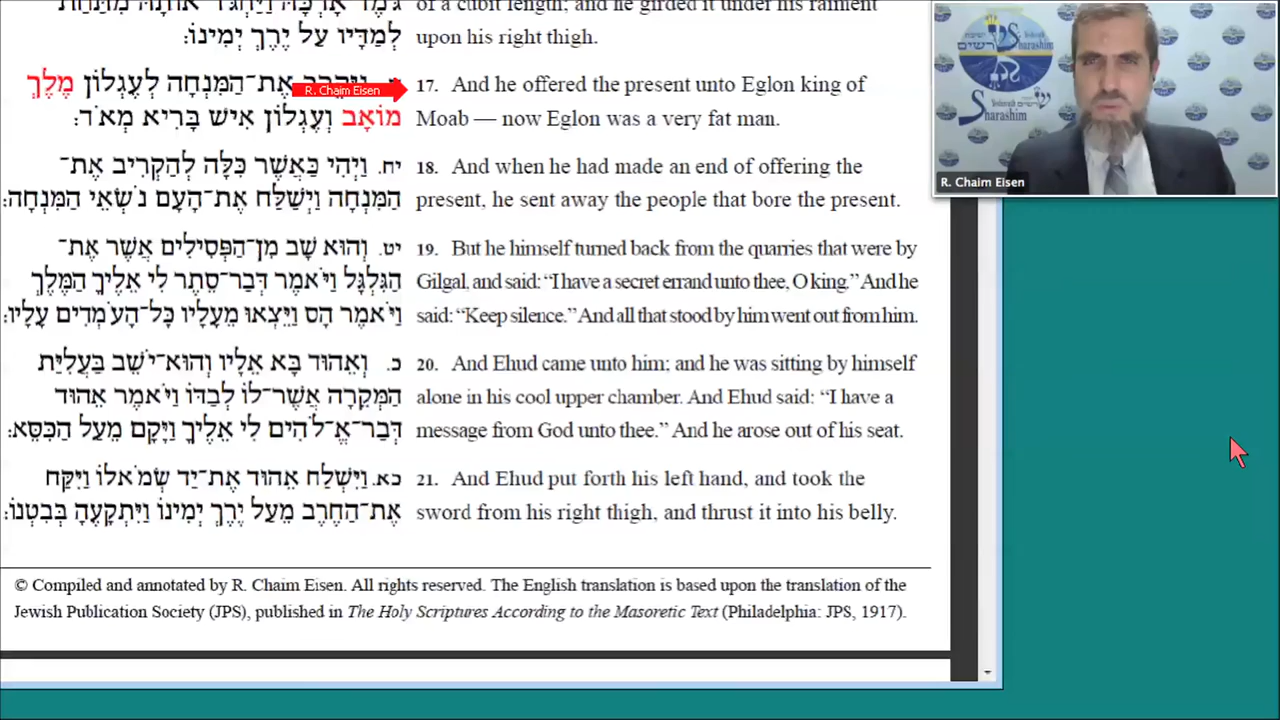 גֹּמֶד אָרְכָּהּ וַיַּחְגֹּר אוֹתָהּ מִתַּחַת
לְמַדָּיו עַל יֶרֶךְ יְמִינוֹ:
of a cubit length; and he girded it under his raiment
upon his right thigh.
אֶת־הַמִּנְחָה לְעֶגְלוֹן מֶלֶךְ
מוֹאָב וְעֶגְלוֹן אִישׁ בָּרִיא מְאֹד:
R. Chaim Eisen
17. And he offered the present unto Eglon king of
Moab — now Eglon was a very fat man.
יח. וַיְהִי כַּאֲשֶׁר כִּלָּה לְהַקְרִיב אֶת־
הַמִּנְחָה וַיְשַׁלַּח אֶת־הָעָם נֹשְׂאֵי הַמִּנְחָה:
18. And when he had made an end of offering the
present, he sent away the people that bore the present.
יט. וְהוּא שָׁב מִן־הַפְּסִילִים אֲשֶׁר אֶת־
הַגִּלְגָּל וַיֹּאמֶר דְּבַר־סֵתֶר לִי אֵלֶיךָ הַמֶּלֶךְ
וַיֹּאמֶר הָס וַיֵּצְאוּ מֵעָלָיו כָּל־הָעֹמְדִים עָלָיו:
19. But he himself turned back from the quarries that were by
Gilgal, and said: “I have a secret errand unto thee, O king.” And he
said: “Keep silence.” And all that stood by him went out from him.
כ. וְאֵהוּד בָּא אֵלָיו וְהוּא־יֹשֵׁב בַּעֲלִיַּת
הַמְּקֵרָה אֲשֶׁר־לוֹ לְבַדּוֹ וַיֹּאמֶר אֵהוּד
דְּבַר־אֱ־לֹהִים לִי אֵלֶיךָ וַיָּקָם מֵעַל הַכִּסֵּא:
20. And Ehud came unto him; and he was sitting by himself
alone in his cool upper chamber. And Ehud said: “I have a
message from God unto thee.” And he arose out of his seat.
כא. וַיִּשְׁלַח אֵהוּד אֶת־יַד שְׂמֹאלוֹ וַיִּקַּח
אֶת־הַחֶרֶב מֵעַל יֶרֶךְ יְמִינוֹ וַיִּתְקָעֶהָ בְּבִטְנוֹ:
21. And Ehud put forth his left hand, and took the
sword from his right thigh, and thrust it into his belly.
© Compiled and annotated by R. Chaim Eisen. All rights reserved. The English translation is based upon the translation of the
Jewish Publication Society (JPS), published in The Holy Scriptures According to the Masoretic Text (Philadelphia: JPS, 1917).
ישיבת
שרשים
Yeshivah
Sharashim
R. Chaim Eisen